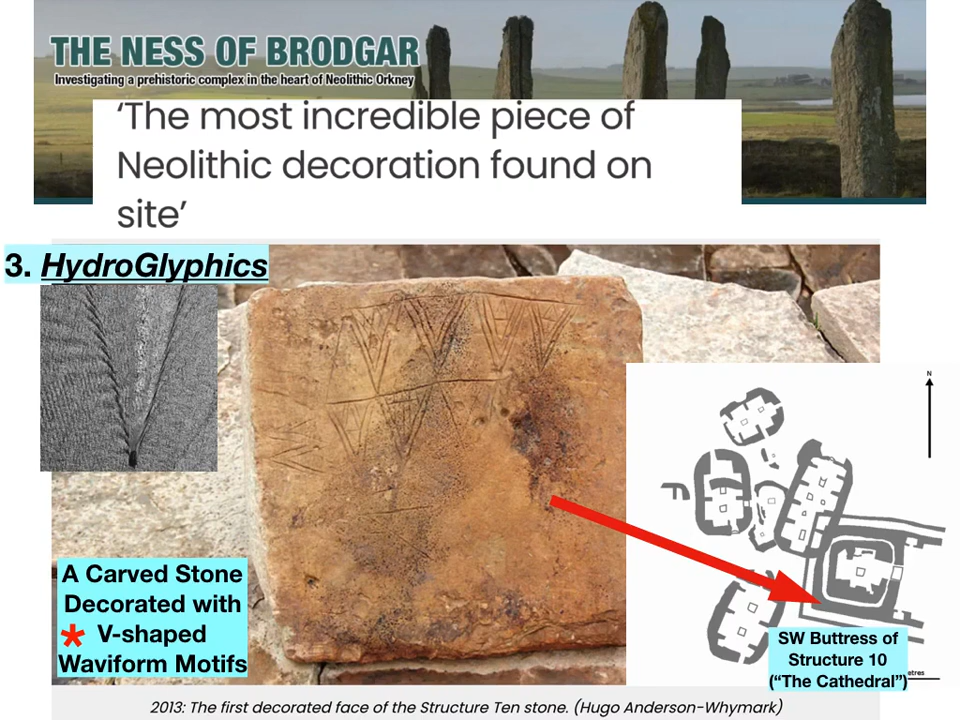 THE NESS OF BRODGAR
Investigating a prehistoric complex in the heart of Neolithic Orkney
‘The most incredible piece of
Neolithic decoration found on
site’
3. HydroGlyphics
N
A Carved Stone
Decorated with
* V-shaped
Waviform Motifs
SW Buttress of
Structure 10
(“The Cathedral”)
etres
2013: The first decorated face of the Structure Ten stone. (Hugo Anderson-Whymark)